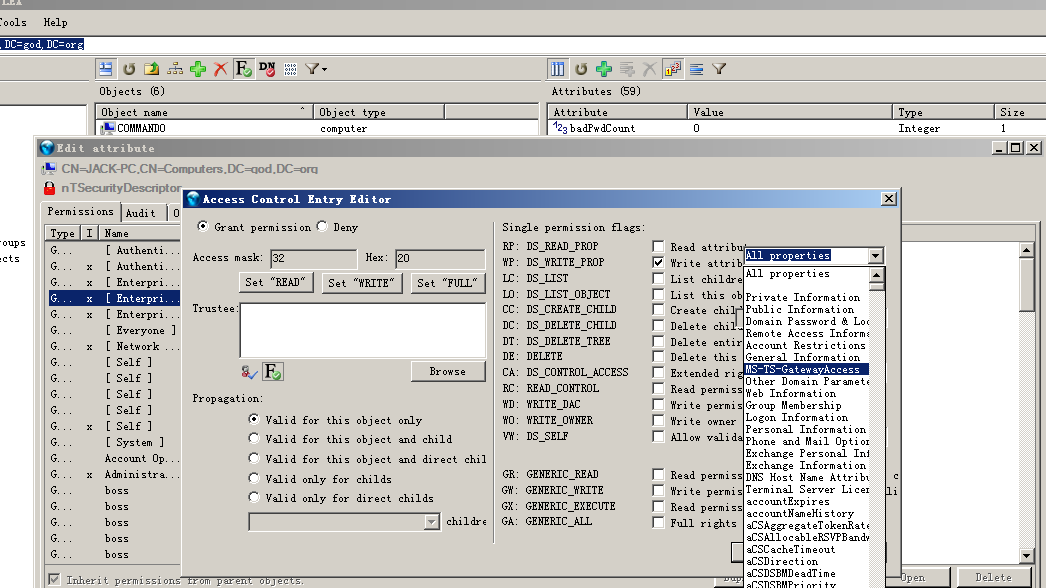 Tools Help
,DC=god,DC=org
Objects (6)
Attributes (59)
Object name
Object type
Attribute
Value
Type
Size
COMMANDO
computer
badPwdCount
0
Integer
1
Edit attribute
CN=JACK-PC,CN=Computers,DC=god,DC=org
nTSecurityDescriptor
Permissions
Audit
Type
I
Name
G... [ Authenti...
G... x [ Authenti...
G... x [ Enterpri...
G... x [ Enterpri...
G... x [ Enterpri...
G... [ Everyone ]
G... x [ Network ...
G... [ Self ]
G... [ Self ]
G... [ Self ]
G... [ Self ]
G... x [ Self ]
G... [ System ]
G... Account Op...
G... x Administra...
G... boss
G... boss
G... boss
G... boss
G... boss
Inherit permissions from parent objects.
Open
Delete
Access Control Entry Editor
Grant permission
Deny
Access mask:
32
Hex:
20
Set "READ"
Set "WRITE"
Set "FULL"
Trustee:
Browse
Propagation:
Valid for this object only
Valid for this object and child
Valid for this object and direct chil
Valid only for childs
Valid only for direct childs
childre
Single permission flags:
RP: DS_READ_PROP
Read attribu
WP: DS_WRITE_PROP
Write attrib
LC: DS_LIST
List childre
LO: DS_LIST_OBJECT
List this ob
CC: DS_CREATE_CHILD
Create chil
DC: DS_DELETE_CHILD
Delete chil
DT: DS_DELETE_TREE
Delete entir
DE: DELETE
Delete this
CA: DS_CONTROL_ACCESS
Extended rig
RC: READ_CONTROL
Read permiss
WD: WRITE_DAC
Write permis
WO: WRITE_OWNER
Write owner
VW: DS_SELF
Allow valida
GR: GENERIC_READ
Read permiss
GW: GENERIC_WRITE
Write permis
GX: GENERIC_EXECUTE
Read permiss
GA: GENERIC_ALL
Full rights
All properties
All properties
Private Information
Public Information
Domain Password & Loc
Remote Access Informa
Account Restrictions
General Information
MS-TS-GatewayAccess
Other Domain Paramete
Web Information
Group Membership
Logon Information
Personal Information
Phone and Mail Option
Exchange Personal Inf
Exchange Information
DNS Host Name Attribu
Terminal Server Licen
accountExpires
accountNameHistory
aCSAggregateTokenRate
aCSAllocableRSVPBandw
aCSCacheTimeout
aCSDirection
aCSDSBMDeadTime
aCSDSBMPriority